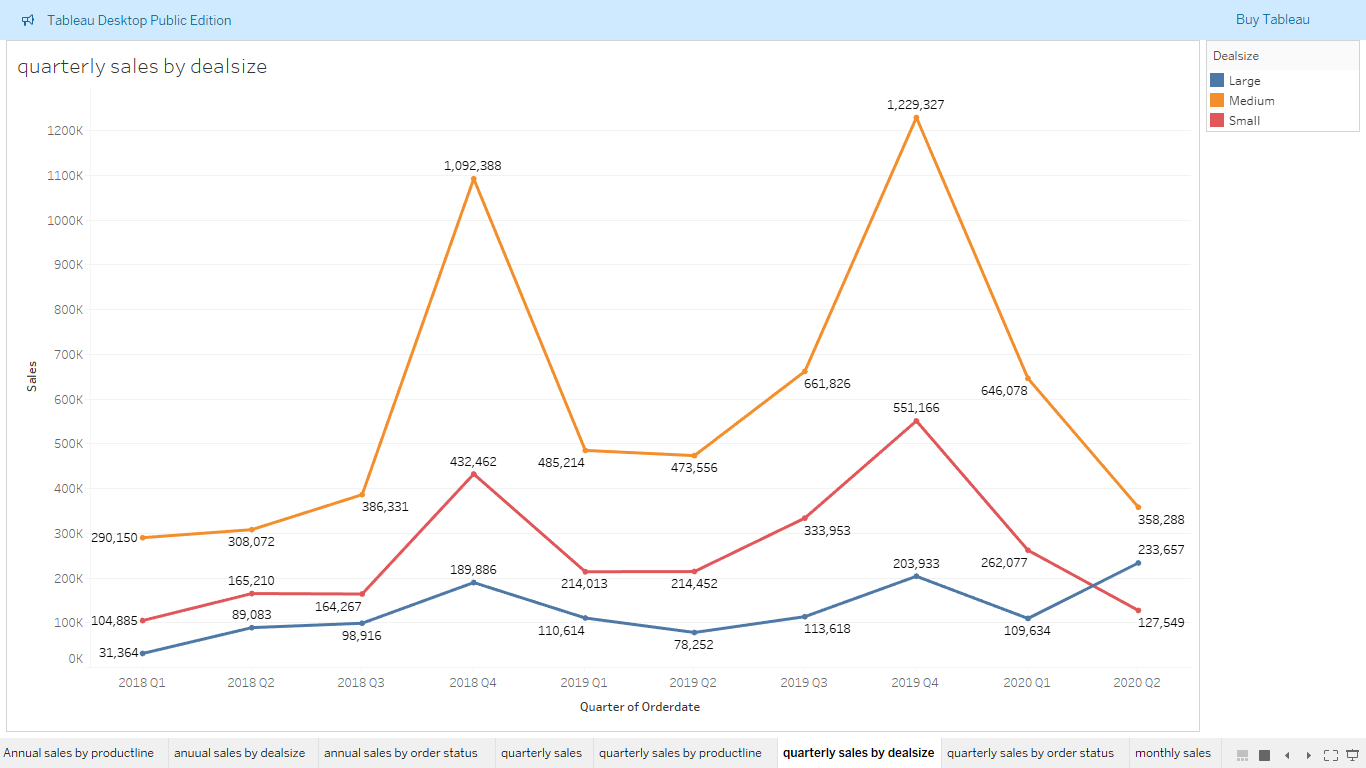 Tableau Desktop Public Edition
Buy Tableau
quarterly sales by dealsize
Dealsize
Large
Medium
Small
Sales
1200K
1100K
1000K
900K
800K
700K
600K
500K
400K
300K
200K
100K
0K
1,229,327
1,092,388
661,826
646,078
551,166
485,214
473,556
432,462
386,331
358,288
333,953
308,072
290,150
262,077
233,657
214,013
214,452
203,933
189,886
165,210
164,267
127,549
104,885
89,083
98,916
110,614
78,252
113,618
109,634
31,364
2018 Q1 2018 Q2 2018 Q3 2018 Q4 2019 Q1 2019 Q2 2019 Q3 2019 Q4 2020 Q1 2020 Q2
Quarter of Orderdate
Annual sales by productline anuual sales by dealsize annual sales by order status quarterly sales quarterly sales by productline quarterly sales by dealsize quarterly sales by order status monthly sales